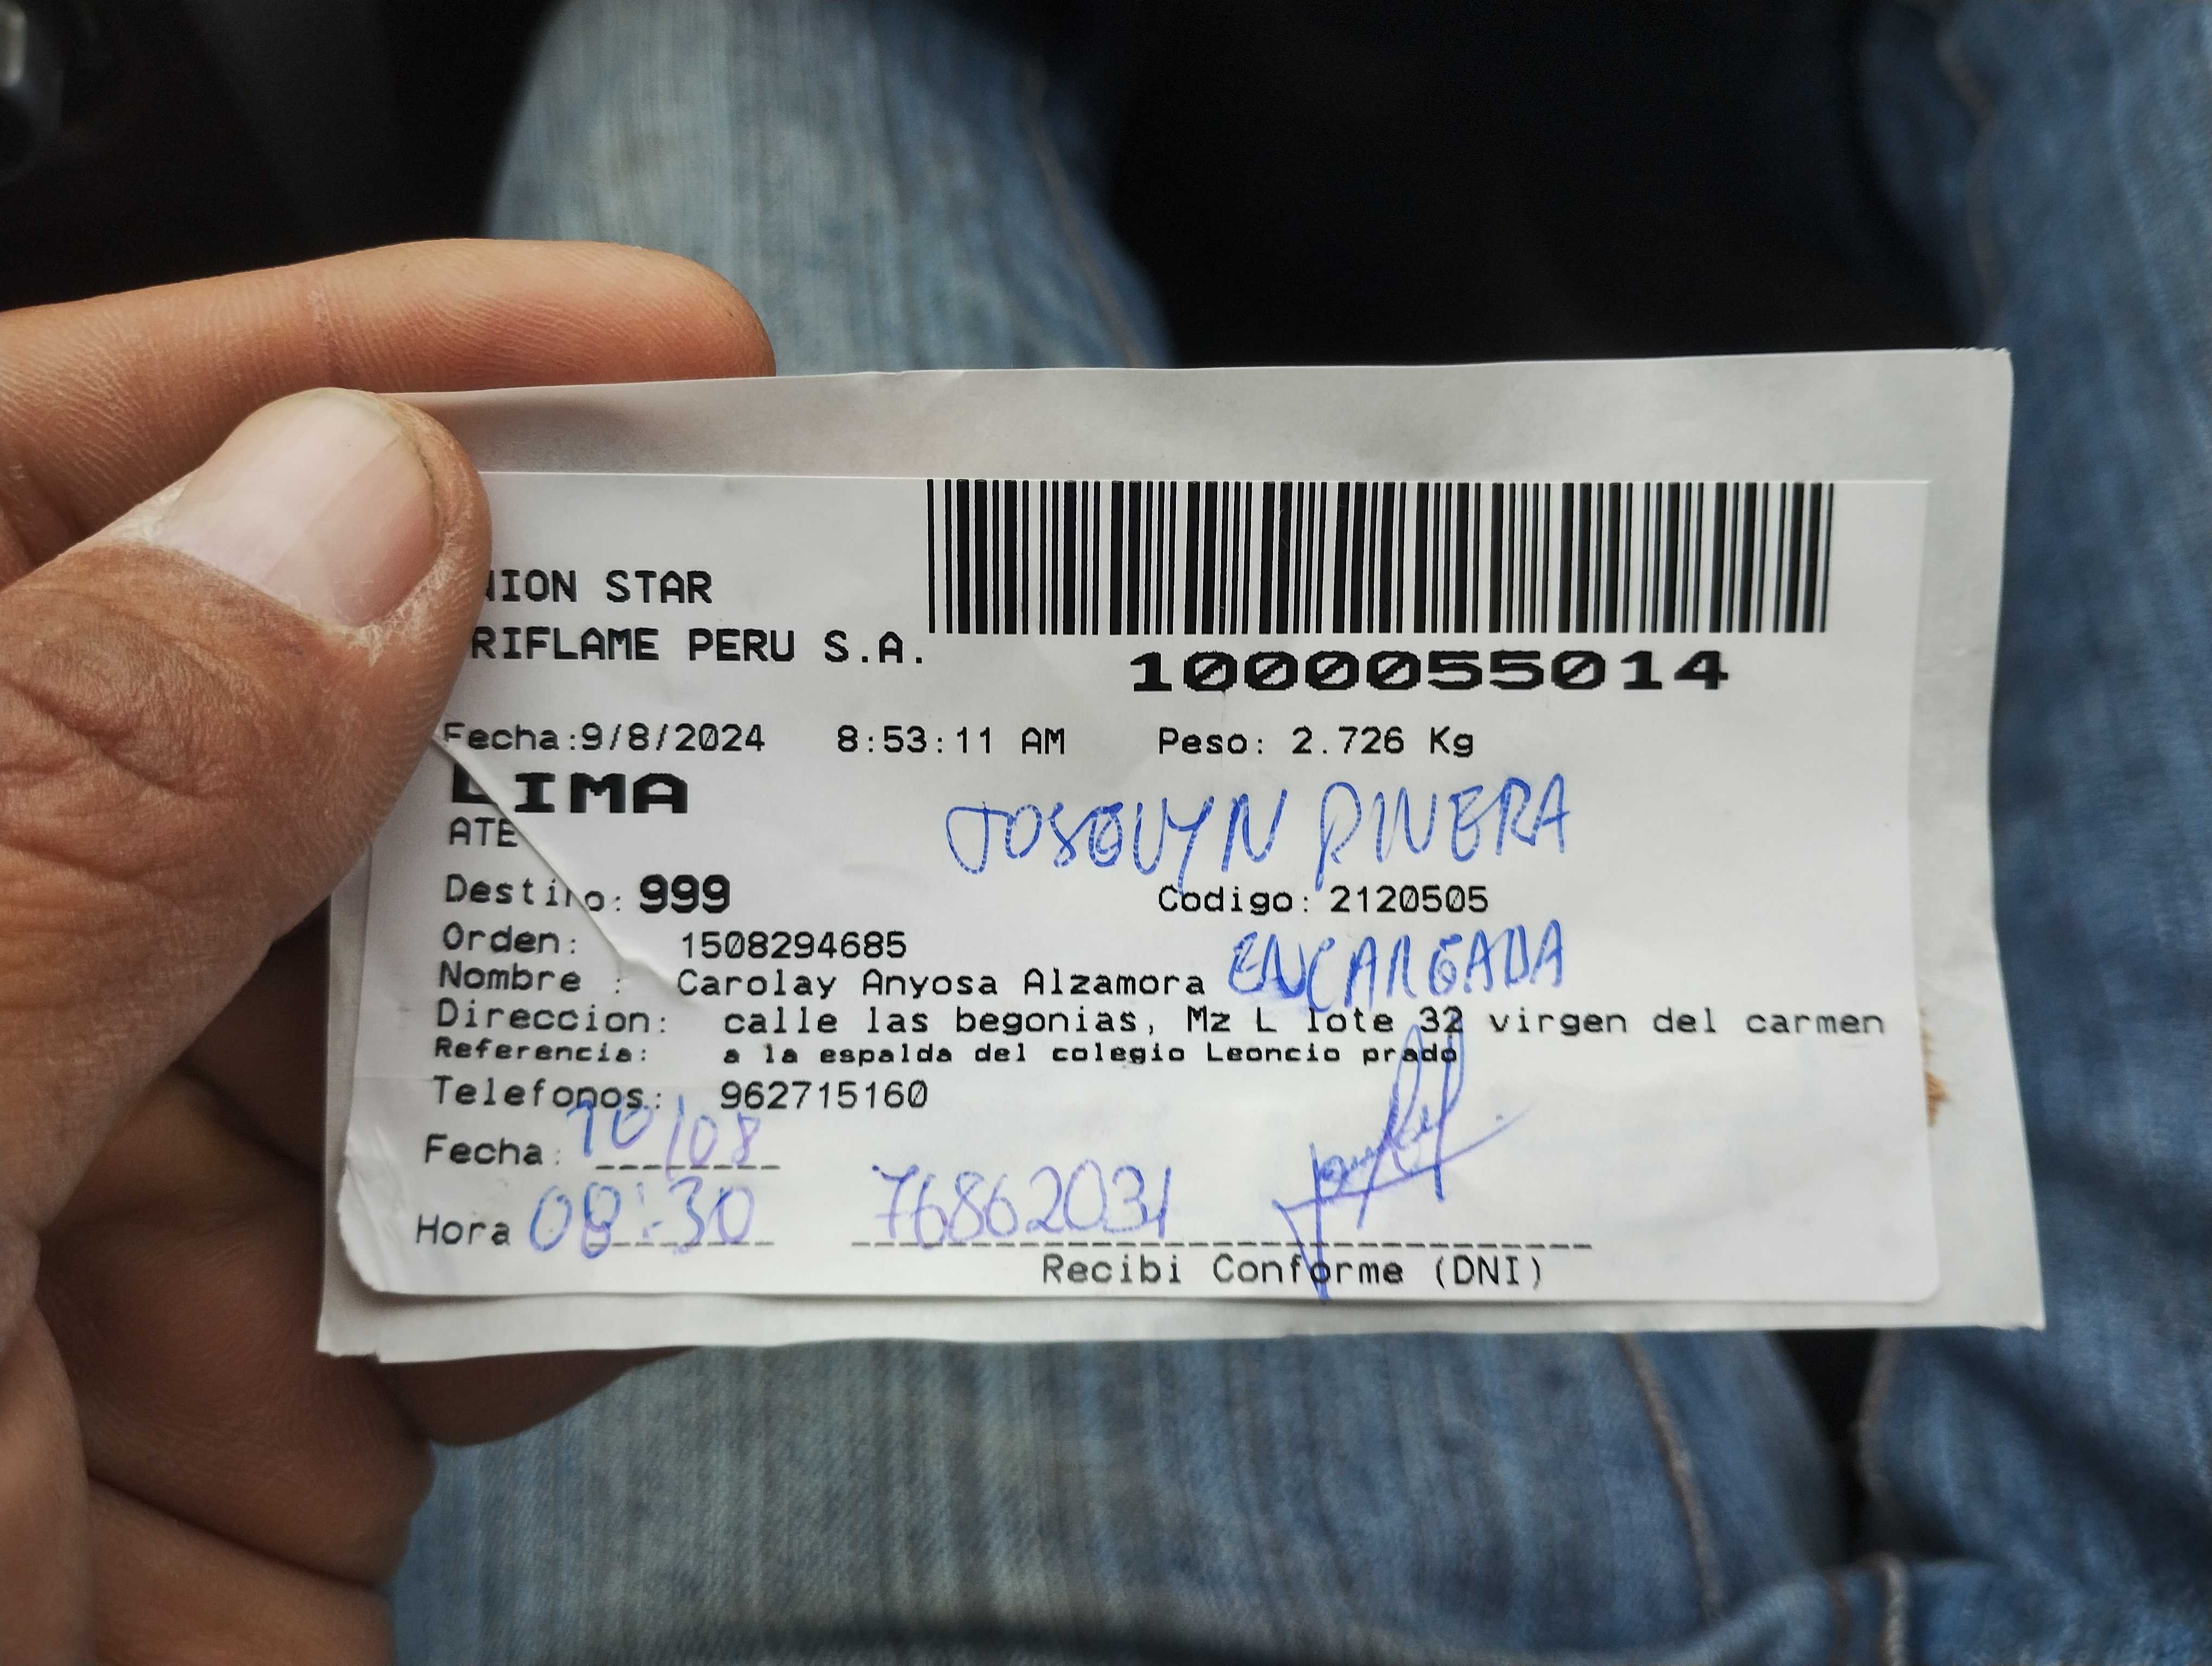 NION STAR
RIFLAME PERU S.A.
1000055014
Fecha:9/8/2024 8:53:11 AM Peso: 2.726 Kg
LIMA
ATE
JOSELYN RIVERA
Destino: 999 Codigo: 2120505
Orden: 1508294685
Nombre : Carolay Anyosa Alzamora ENCARGADA
Direccion: calle las begonias, Mz L lote 32 virgen del carmen
Referencia: a la espalda del colegio Leoncio prado
Telefonos: 962715160
Fecha: 10/08
Hora 08:30 76862031
Recibi Conforme (DNI)